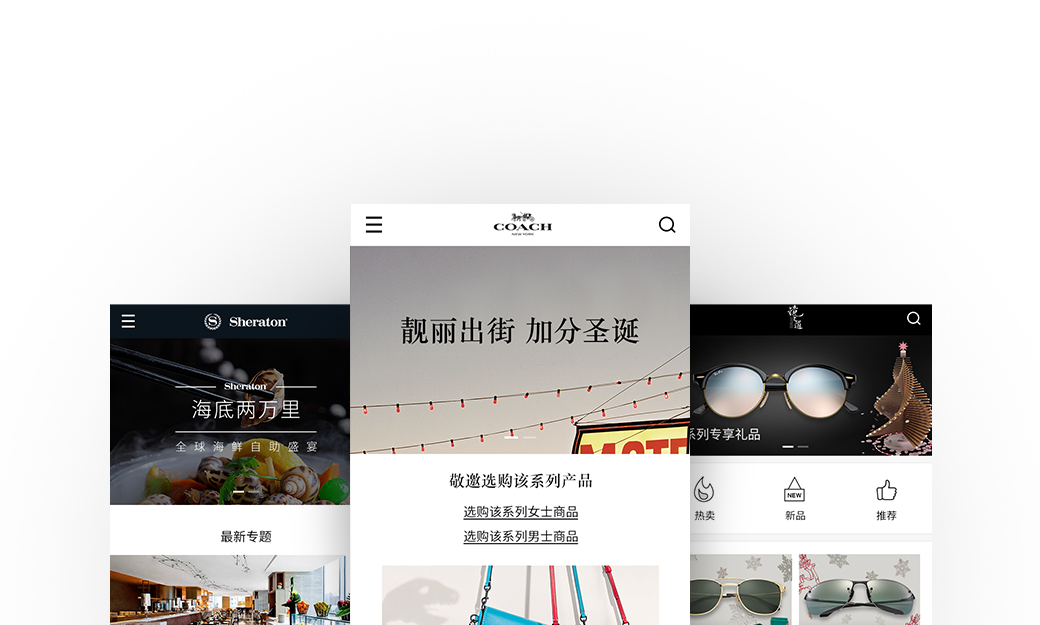 Sheraton
Sheraton
海底两万里
全球海鲜自助盛宴
最新专题
COACH
NEW YORK
靓丽出街 加分圣诞
MOTE
敬邀选购该系列产品
选购该系列女士商品
选购该系列男士商品
系列专享礼品
热卖
NEW
新品
推荐